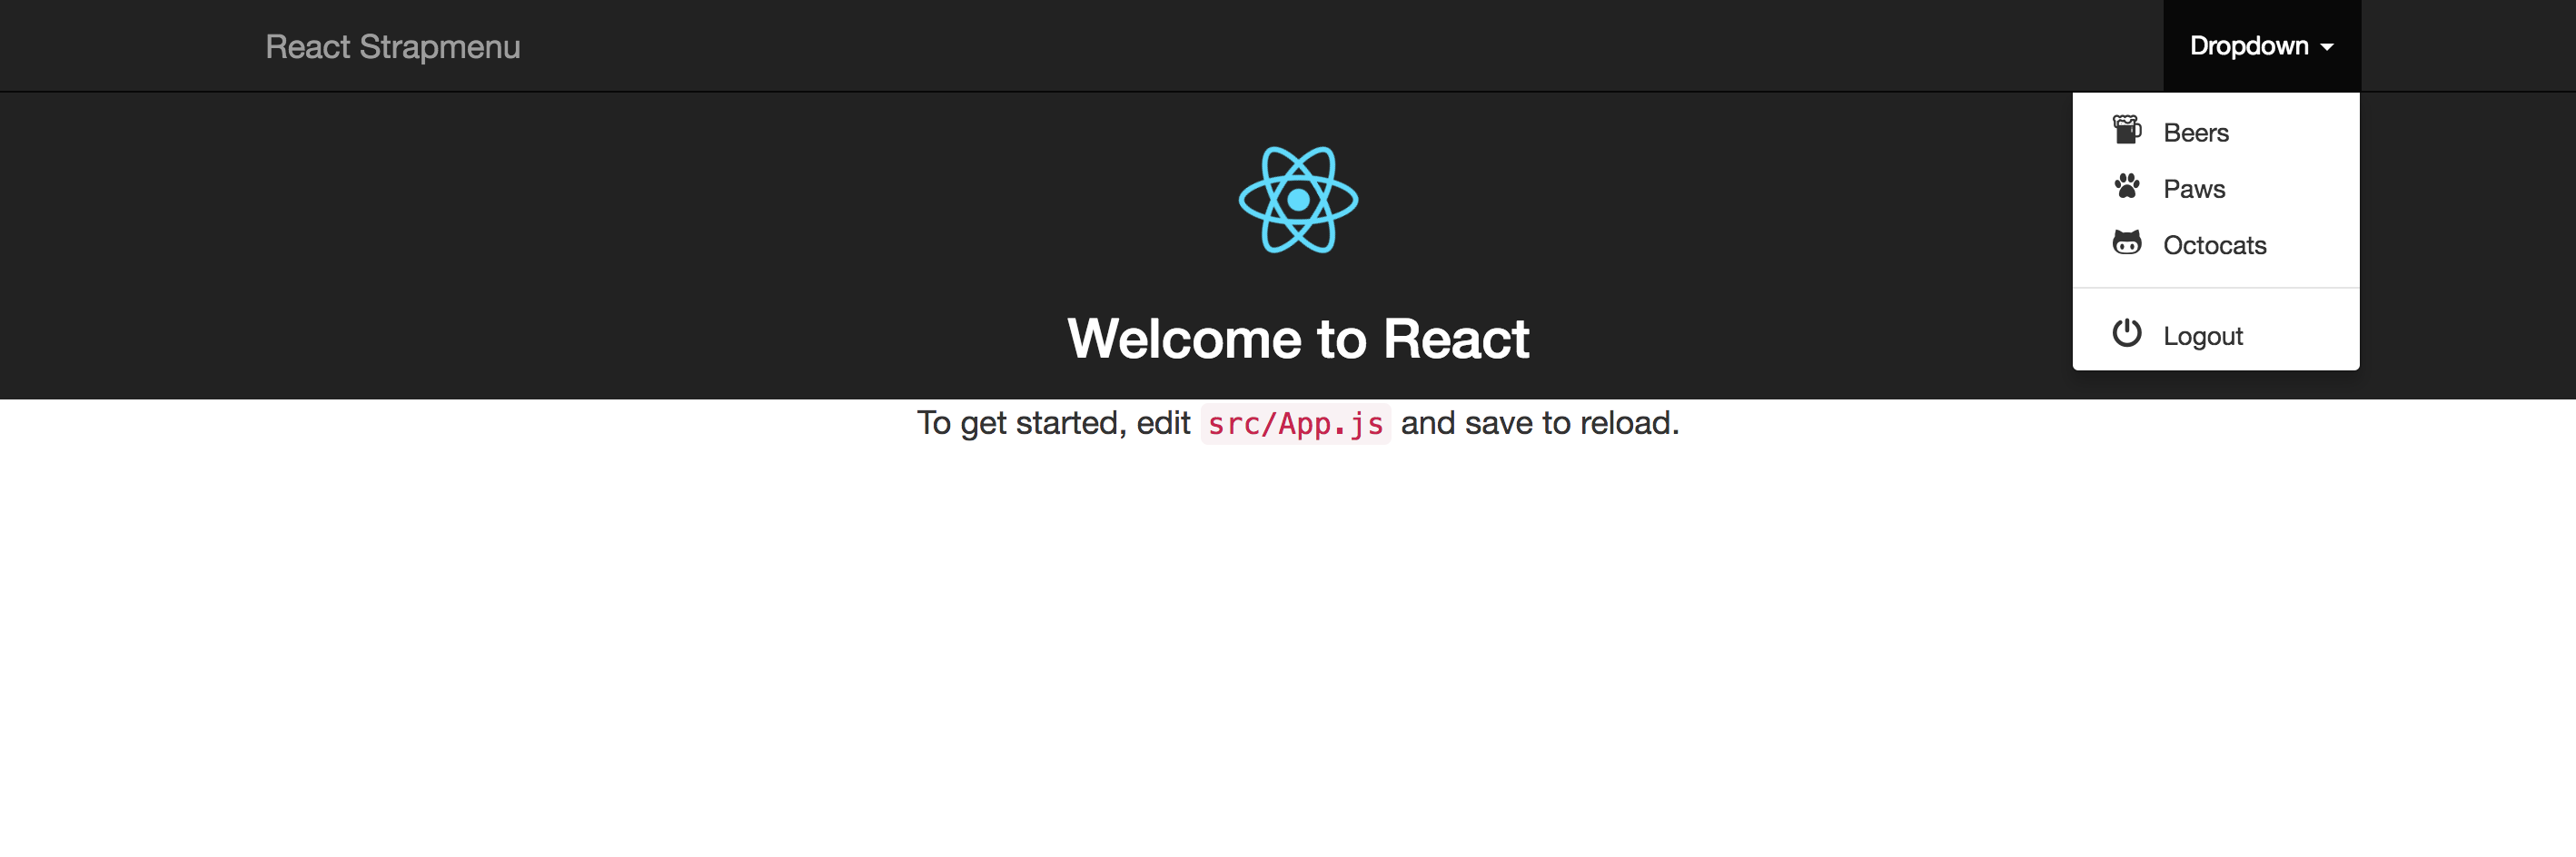 React Strapmenu
Dropdown
Beers
Paws
Octocats
Logout
Welcome to React
To get started, edit src/App.js and save to reload.